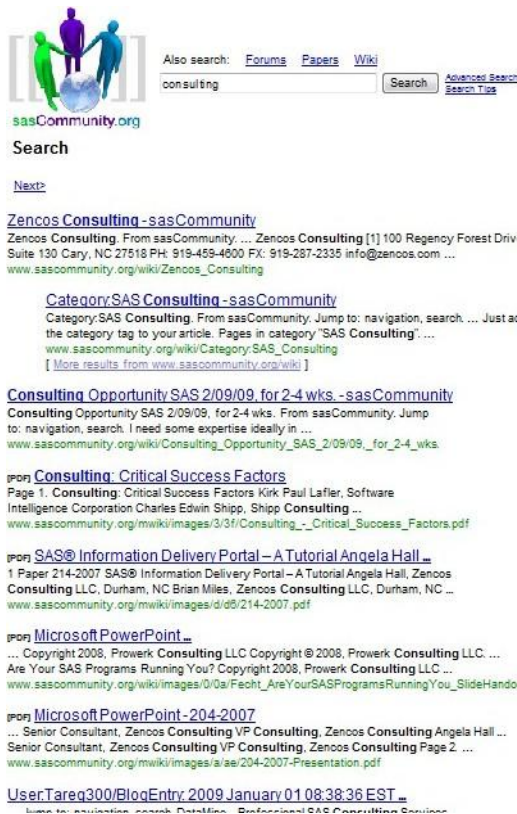 Also search: Forums Papers Wiki
consulting Search Advanced Search
Search Tips
sasCommunity.org
Search
Next>
Zencos Consulting - sasCommunity
Zencos Consulting. From sasCommunity. ... Zencos Consulting [1] 100 Regency Forest Driv
Suite 130 Cary, NC 27518 PH: 919-459-4600 FX: 919-287-2335 info@zencos.com ...
www.sascommunity.org/wiki/Zencos_Consulting
Category:SAS Consulting - sasCommunity
Category:SAS Consulting. From sasCommunity. Jump to: navigation, search. ... Just ad
the category tag to your article. Pages in category "SAS Consulting". ...
www.sascommunity.org/wiki/Category:SAS_Consulting
[ More results from www.sascommunity.org/wiki ]
Consulting Opportunity SAS 2/09/09, for 2-4 wks. - sasCommunity
Consulting Opportunity SAS 2/09/09, for 2-4 wks. From sasCommunity. Jump
to: navigation, search. I need some expertise ideally in ...
www.sascommunity.org/wiki/Consulting_Opportunity_SAS_2/09/09,_for_2-4_wks.
[PDF] Consulting: Critical Success Factors
Page 1. Consulting: Critical Success Factors Kirk Paul Lafler, Software
Intelligence Corporation Charles Edwin Shipp, Shipp Consulting ...
www.sascommunity.org/mwiki/images/3/3f/Consulting_-_Critical_Success_Factors.pdf
[PDF] SAS® Information Delivery Portal – A Tutorial Angela Hall ...
1 Paper 214-2007 SAS® Information Delivery Portal – A Tutorial Angela Hall, Zencos
Consulting LLC, Durham, NC Brian Miles, Zencos Consulting LLC, Durham, NC ...
www.sascommunity.org/mwiki/images/d/d6/214-2007.pdf
[PDF] Microsoft PowerPoint ...
... Copyright 2008, Prowerk Consulting LLC Copyright © 2008, Prowerk Consulting LLC. ...
Are Your SAS Programs Running You? Copyright 2008, Prowerk Consulting LLC ...
www.sascommunity.org/wiki/images/0/0a/Fecht_AreYourSASProgramsRunningYou_SlideHando
[PDF] Microsoft PowerPoint - 204-2007
... Senior Consultant, Zencos Consulting VP Consulting, Zencos Consulting Angela Hall ...
Senior Consultant, Zencos Consulting VP Consulting, Zencos Consulting Page 2. ...
www.sascommunity.org/mwiki/images/a/ae/204-2007-Presentation.pdf
User:Tareq300/BlogEntry: 2009 January 01 08:38:36 EST ...
... Jump to: navigation, search. DataMine - Professional SAS Consulting Services